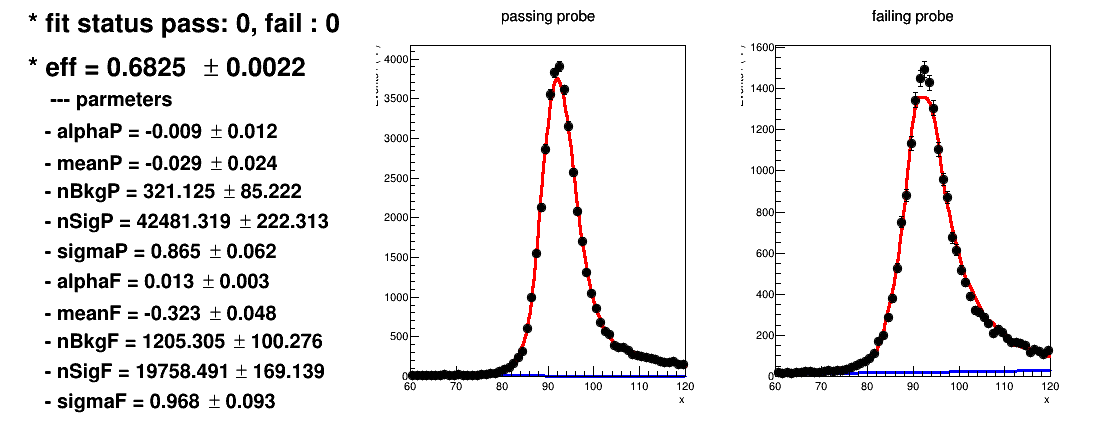 * fit status pass: 0, fail : 0
* eff = 0.6825 ± 0.0022
--- parmeters
- alphaP = -0.009 ± 0.012
- meanP = -0.029 ± 0.024
- nBkgP = 321.125 ± 85.222
- nSigP = 42481.319 ± 222.313
- sigmaP = 0.865 ± 0.062
- alphaF = 0.013 ± 0.003
- meanF = -0.323 ± 0.048
- nBkgF = 1205.305 ± 100.276
- nSigF = 19758.491 ± 169.139
- sigmaF = 0.968 ± 0.093
passing probe
4000
3500
3000
2500
2000
1500
1000
500
0
60 70 80 90 100 110 120
x
failing probe
1600
1400
1200
1000
800
600
400
200
0
60 70 80 90 100 110 120
x